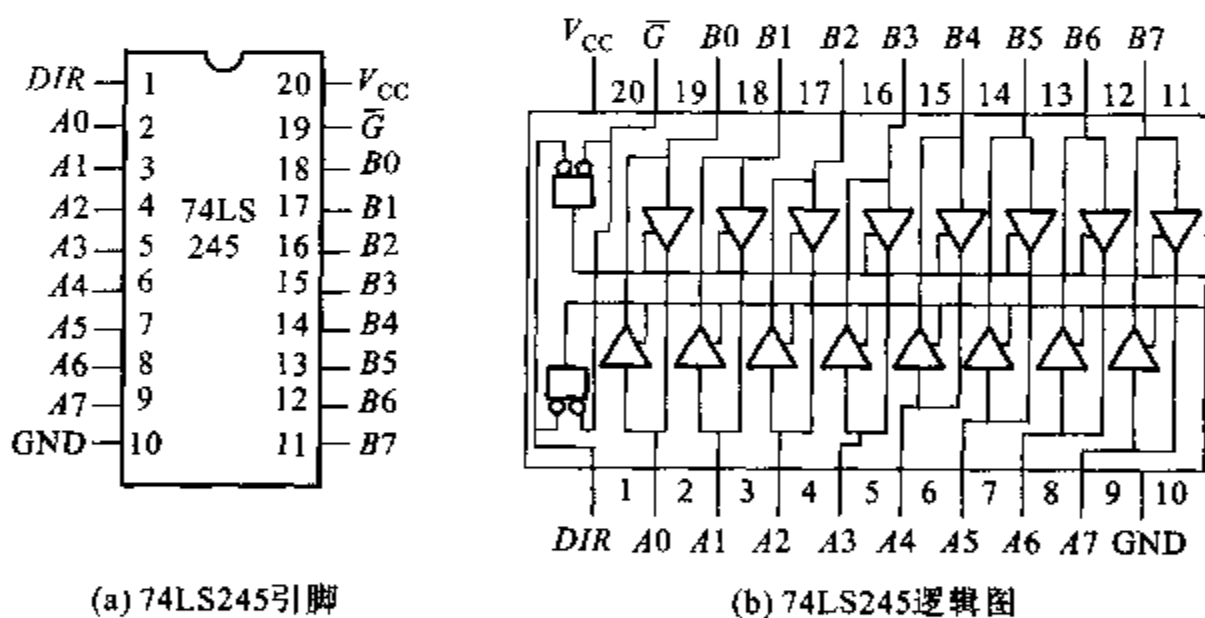 DIR 1 20 V_CC
A0 2 19 G̅
A1 3 18 B0
A2 4 74LS 17 B1
A3 5 245 16 B2
A4 6 15 B3
A5 7 14 B4
A6 8 13 B5
A7 9 12 B6
GND 10 11 B7
(a) 74LS245引脚
V_CC G̅ B0 B1 B2 B3 B4 B5 B6 B7
20 19 18 17 16 15 14 13 12 11
1 2 3 4 5 6 7 8 9 10
DIR A0 A1 A2 A3 A4 A5 A6 A7 GND
(b) 74LS245逻辑图